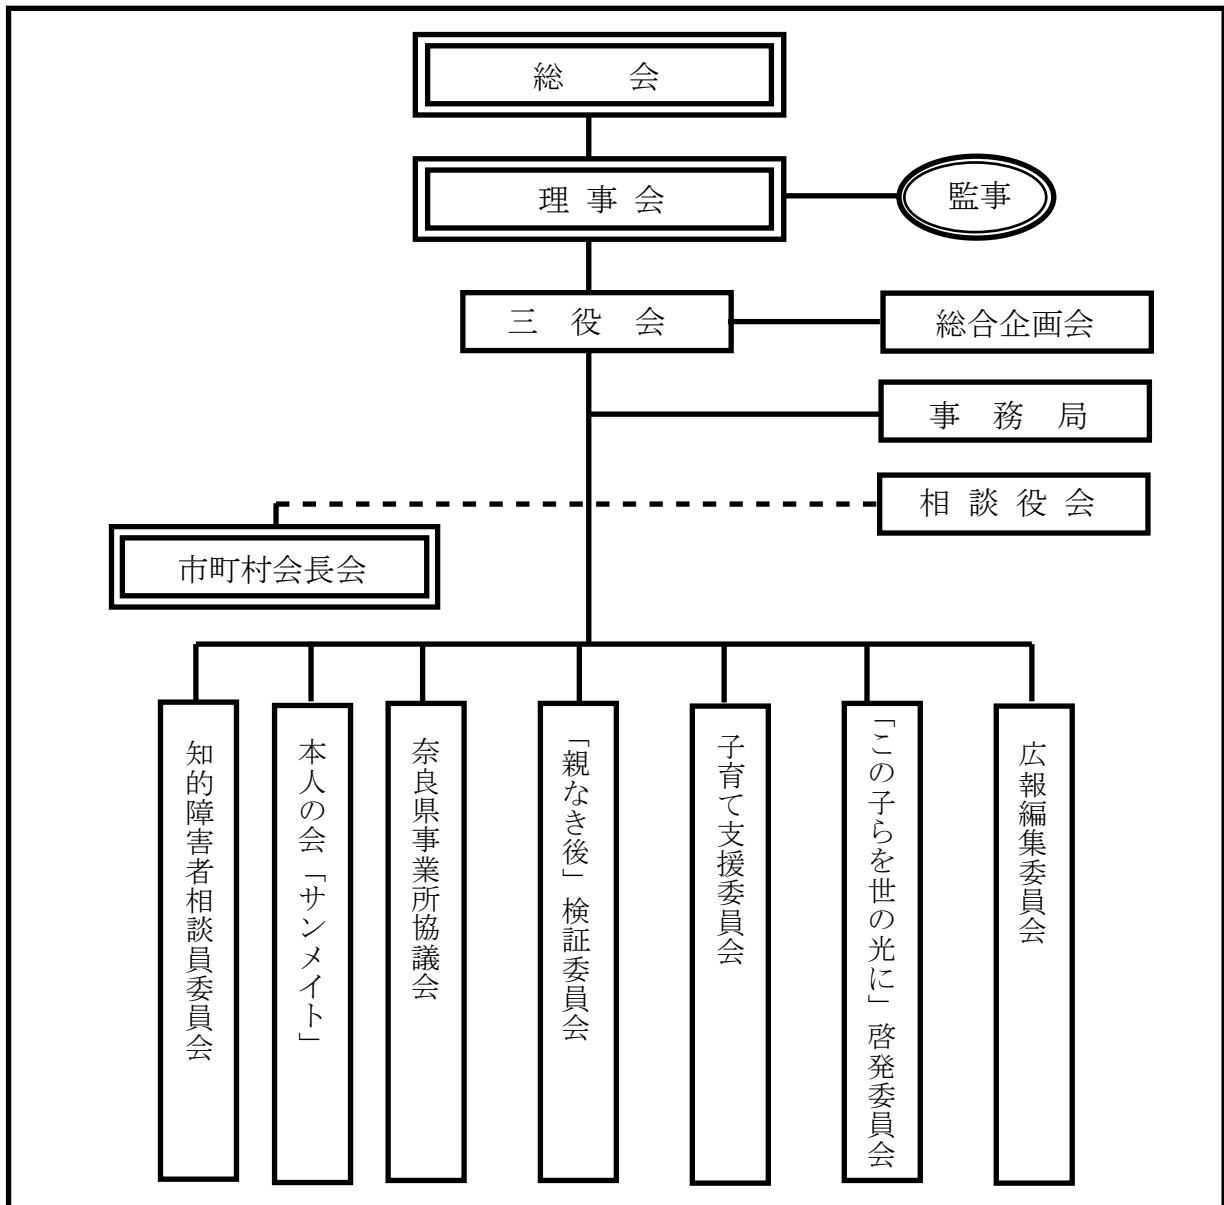 総　　会
理 事 会
監事
三　役　会
総合企画会
事　務　局
相 談 役 会
市町村会長会
知的障害者相談員委員会
本人の会「サンメイト」
奈良県事業所協議会
「親なき後」検証委員会
子育て支援委員会
「この子らを世の光に」啓発委員会
広報編集委員会